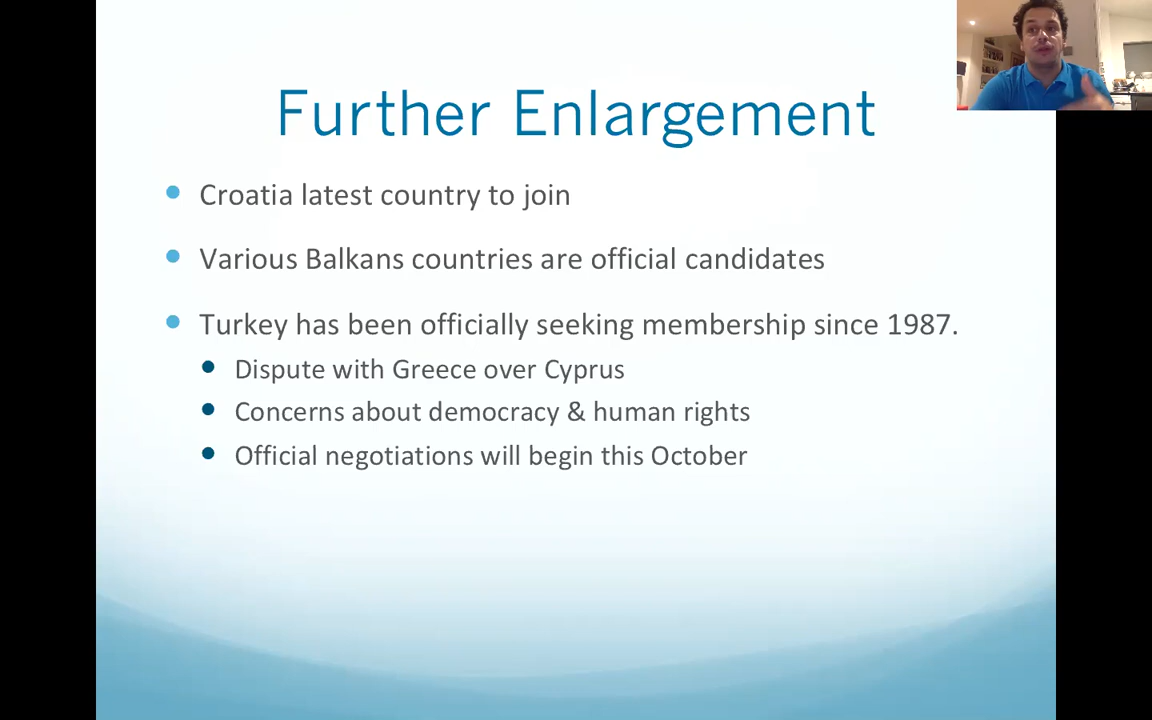 Further Enlargement
Croatia latest country to join
Various Balkans countries are official candidates
Turkey has been officially seeking membership since 1987.
Dispute with Greece over Cyprus
Concerns about democracy & human rights
Official negotiations will begin this October